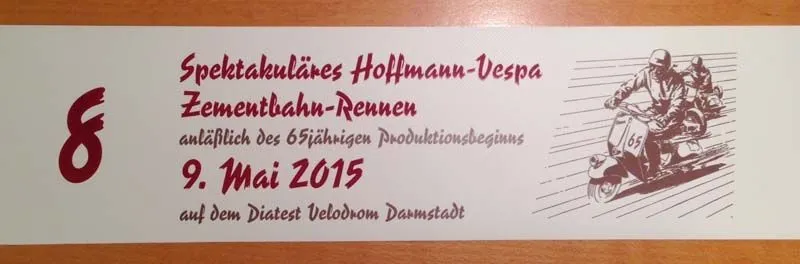 8
Spektakuläres Hoffmann-Vespa
Zementbahn-Rennen
anläßlich des 65jährigen Produktionsbeginns
9. Mai 2015
auf dem Diatest Velodrom Darmstadt
65